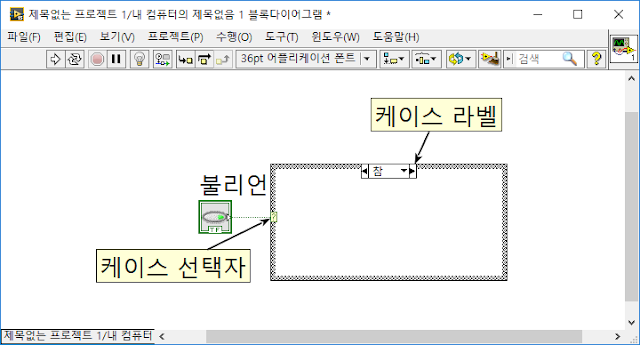 제목없는 프로젝트 1/내 컴퓨터의 제목없음 1 블록다이어그램 *
파일(F) 편집(E) 보기(V) 프로젝트(P) 수행(O) 도구(T) 윈도우(W) 도움말(H)
36pt 어플리케이션 폰트 검색 ? 1
케이스 라벨
참
불리언
?
TF
케이스 선택자
제목없는 프로젝트 1/내 컴퓨터